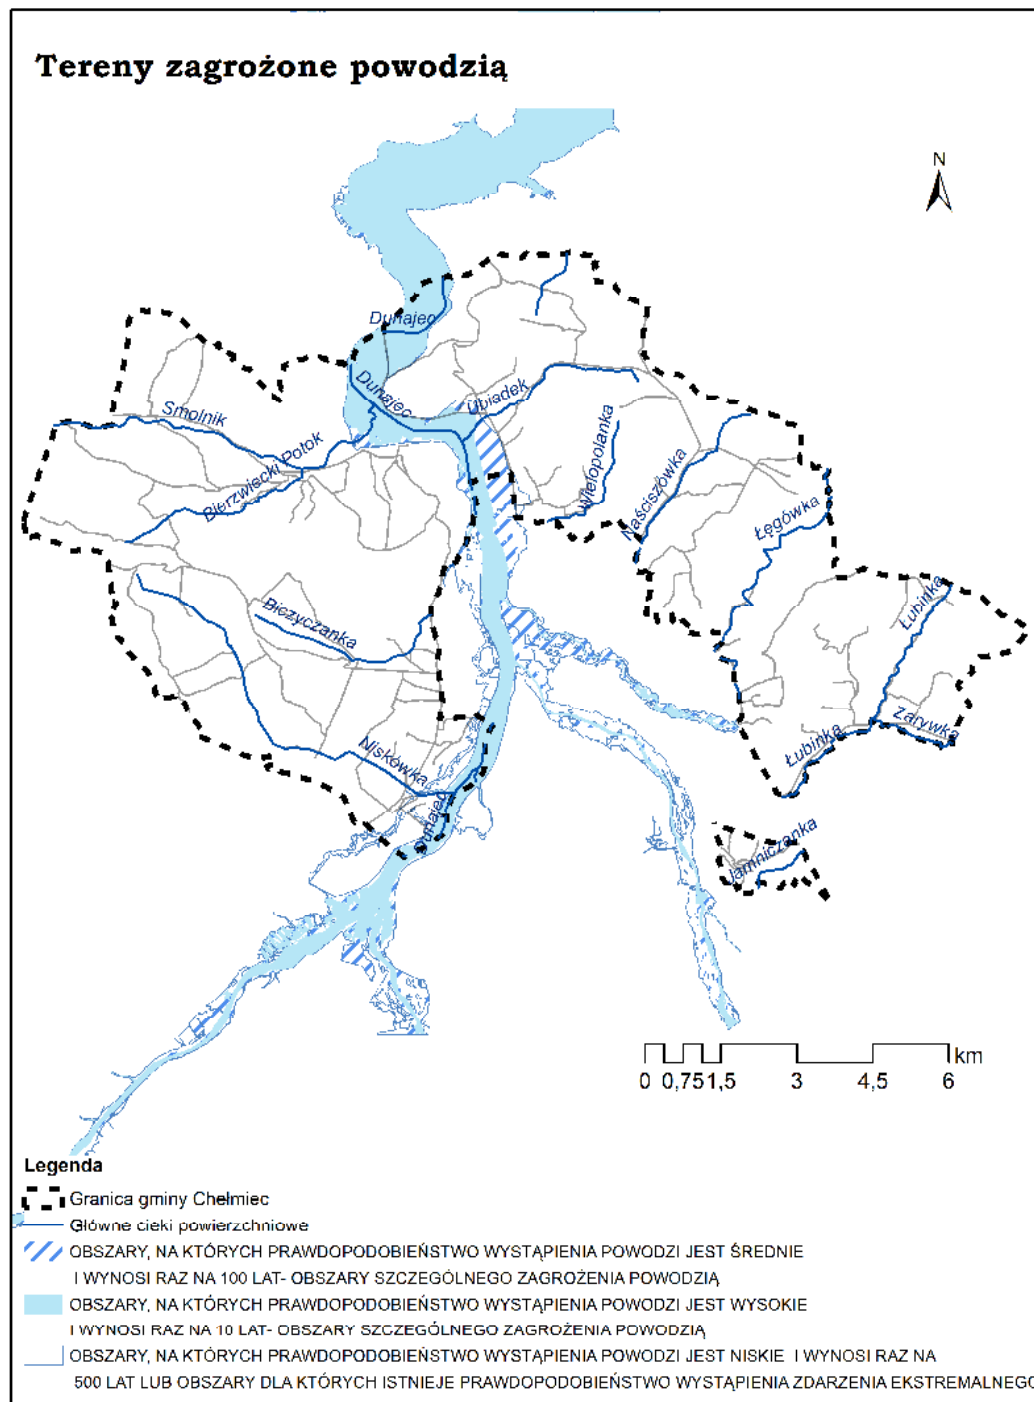 Tereny zagrożone powodzią
N
Dunajec
Dunajec
Ubiadek
Smolnik
Bierzwiecki Potok
Wielopolanka
Naściszówka
Łęgówka
Biczyczanka
Łubinka
Niskówka
Łubinka
Zarywka
Dunajec
Jamniczanka
0 0,75 1,5 3 4,5 6 km
Legenda
Granica gminy Chełmiec
Główne cieki powierzchniowe
OBSZARY, NA KTÓRYCH PRAWDOPODOBIEŃSTWO WYSTĄPIENIA POWODZI JEST ŚREDNIE
I WYNOSI RAZ NA 100 LAT- OBSZARY SZCZEGÓLNEGO ZAGROŻENIA POWODZIĄ
OBSZARY, NA KTÓRYCH PRAWDOPODOBIEŃSTWO WYSTĄPIENIA POWODZI JEST WYSOKIE
I WYNOSI RAZ NA 10 LAT- OBSZARY SZCZEGÓLNEGO ZAGROŻENIA POWODZIĄ
OBSZARY, NA KTÓRYCH PRAWDOPODOBIEŃSTWO WYSTĄPIENIA POWODZI JEST NISKIE I WYNOSI RAZ NA
500 LAT LUB OBSZARY DLA KTÓRYCH ISTNIEJE PRAWDOPODOBIEŃSTWO WYSTĄPIENIA ZDARZENIA EKSTREMALNEGO